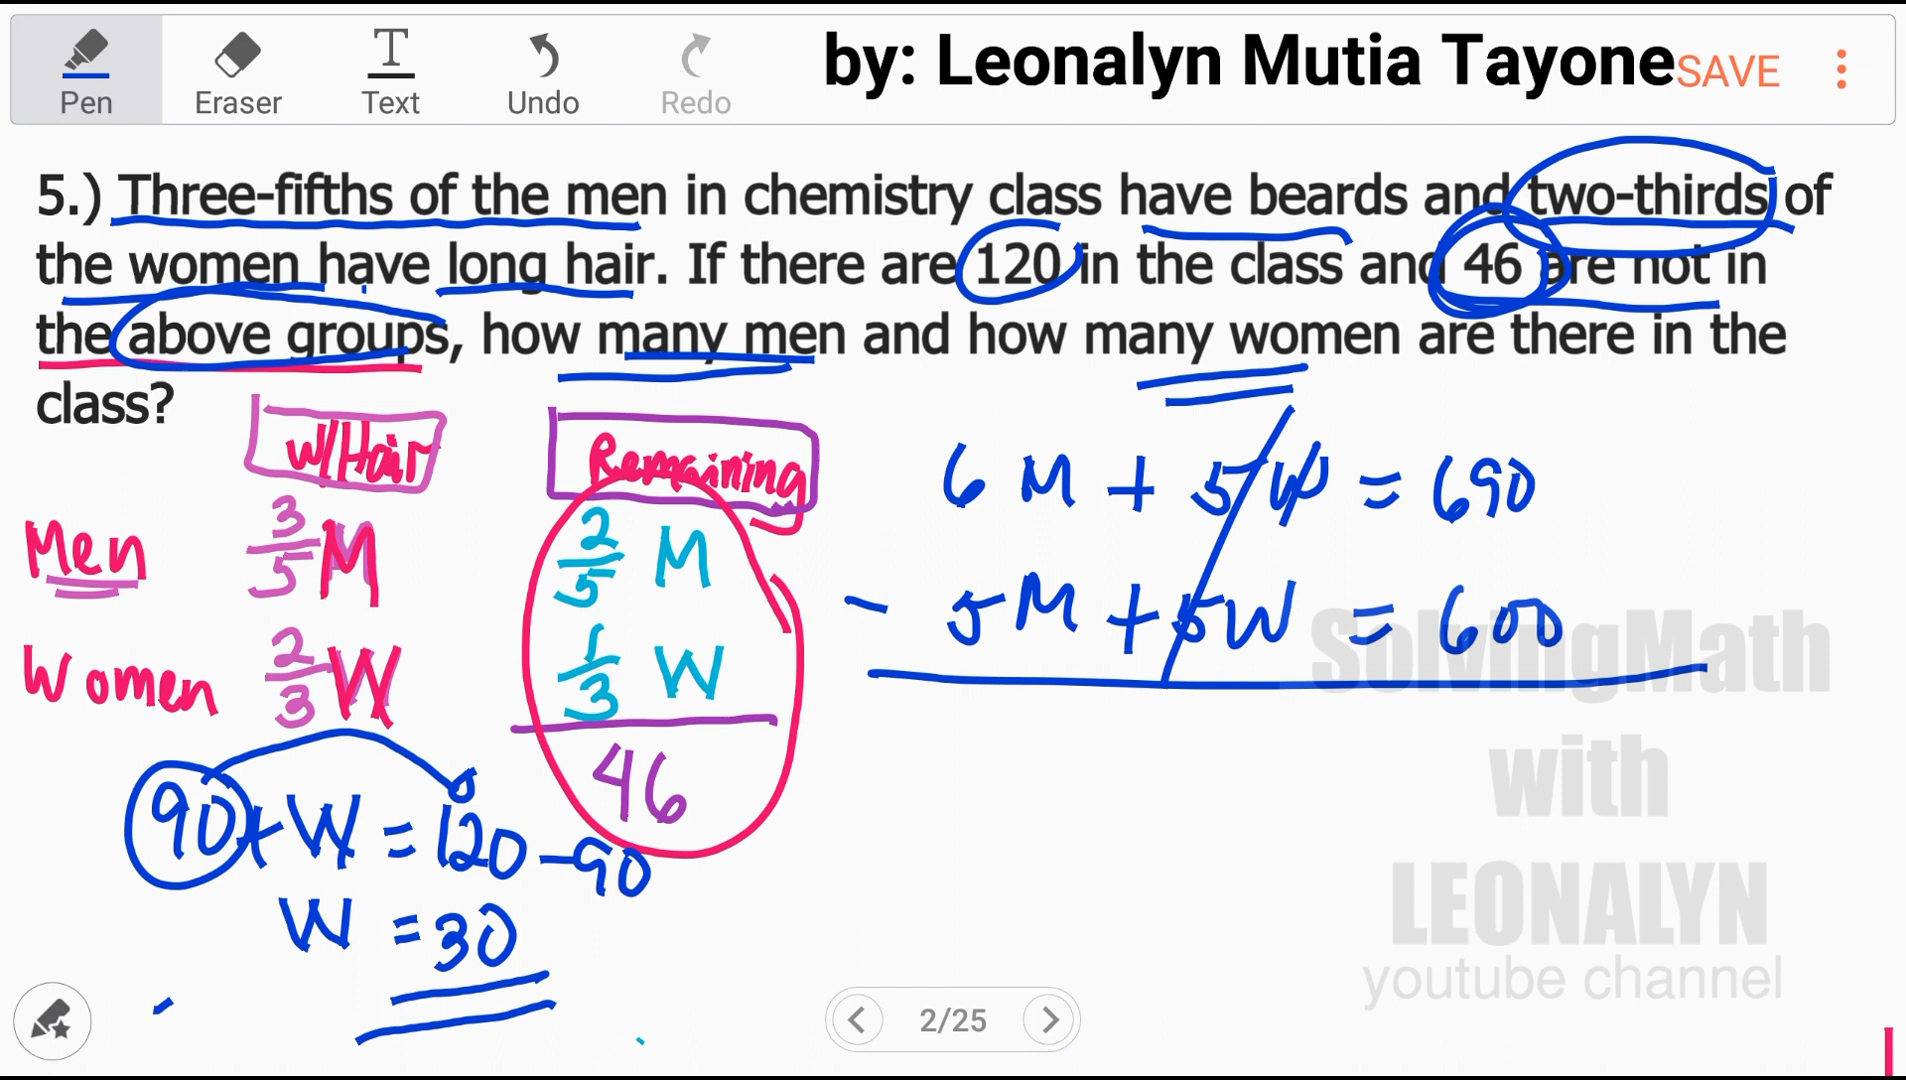 Pen Eraser Text Undo Redo by: Leonalyn Mutia Tayone SAVE
5.) Three-fifths of the men in chemistry class have beards and two-thirds of
the women have long hair. If there are 120 in the class and 46 are not in
the above groups, how many men and how many women are there in the
class?
w/Hair Remaining
Men 3/5 M 2/5 M
Women 2/3 W 1/3 W
46
90 + W = 120 - 90
W = 30
6M + 5W = 690
- 5M + 5W = 600
SolvingMath
with
LEONALYN
youtube channel
2/25